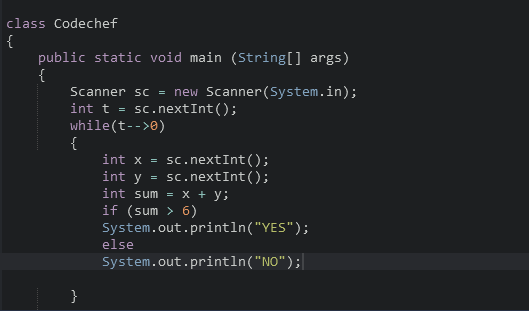 class Codechef
{
    public static void main (String[] args)
    {
        Scanner sc = new Scanner(System.in);
        int t = sc.nextInt();
        while(t-->0)
        {
            int x = sc.nextInt();
            int y = sc.nextInt();
            int sum = x + y;
            if (sum > 6)
            System.out.println("YES");
            else
            System.out.println("NO");
        }